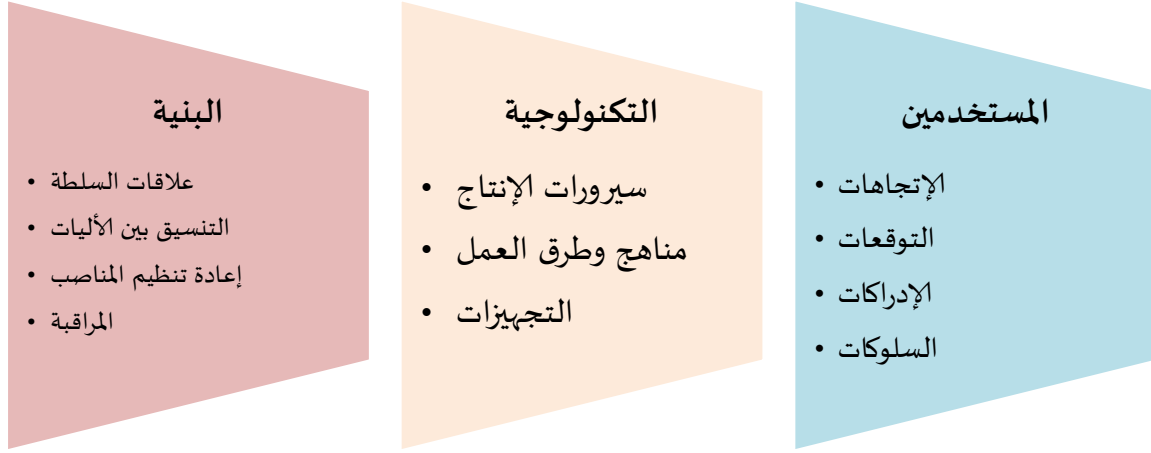 البنية
• علاقات السلطة
• التنسيق بين الأليات
• إعادة تنظيم المناصب
• المراقبة
التكنولوجية
• سيرورات الإنتاج
• مناهج وطرق العمل
• التجهيزات
المستخدمين
• الإتجاهات
• التوقعات
• الإدراكات
• السلوكات